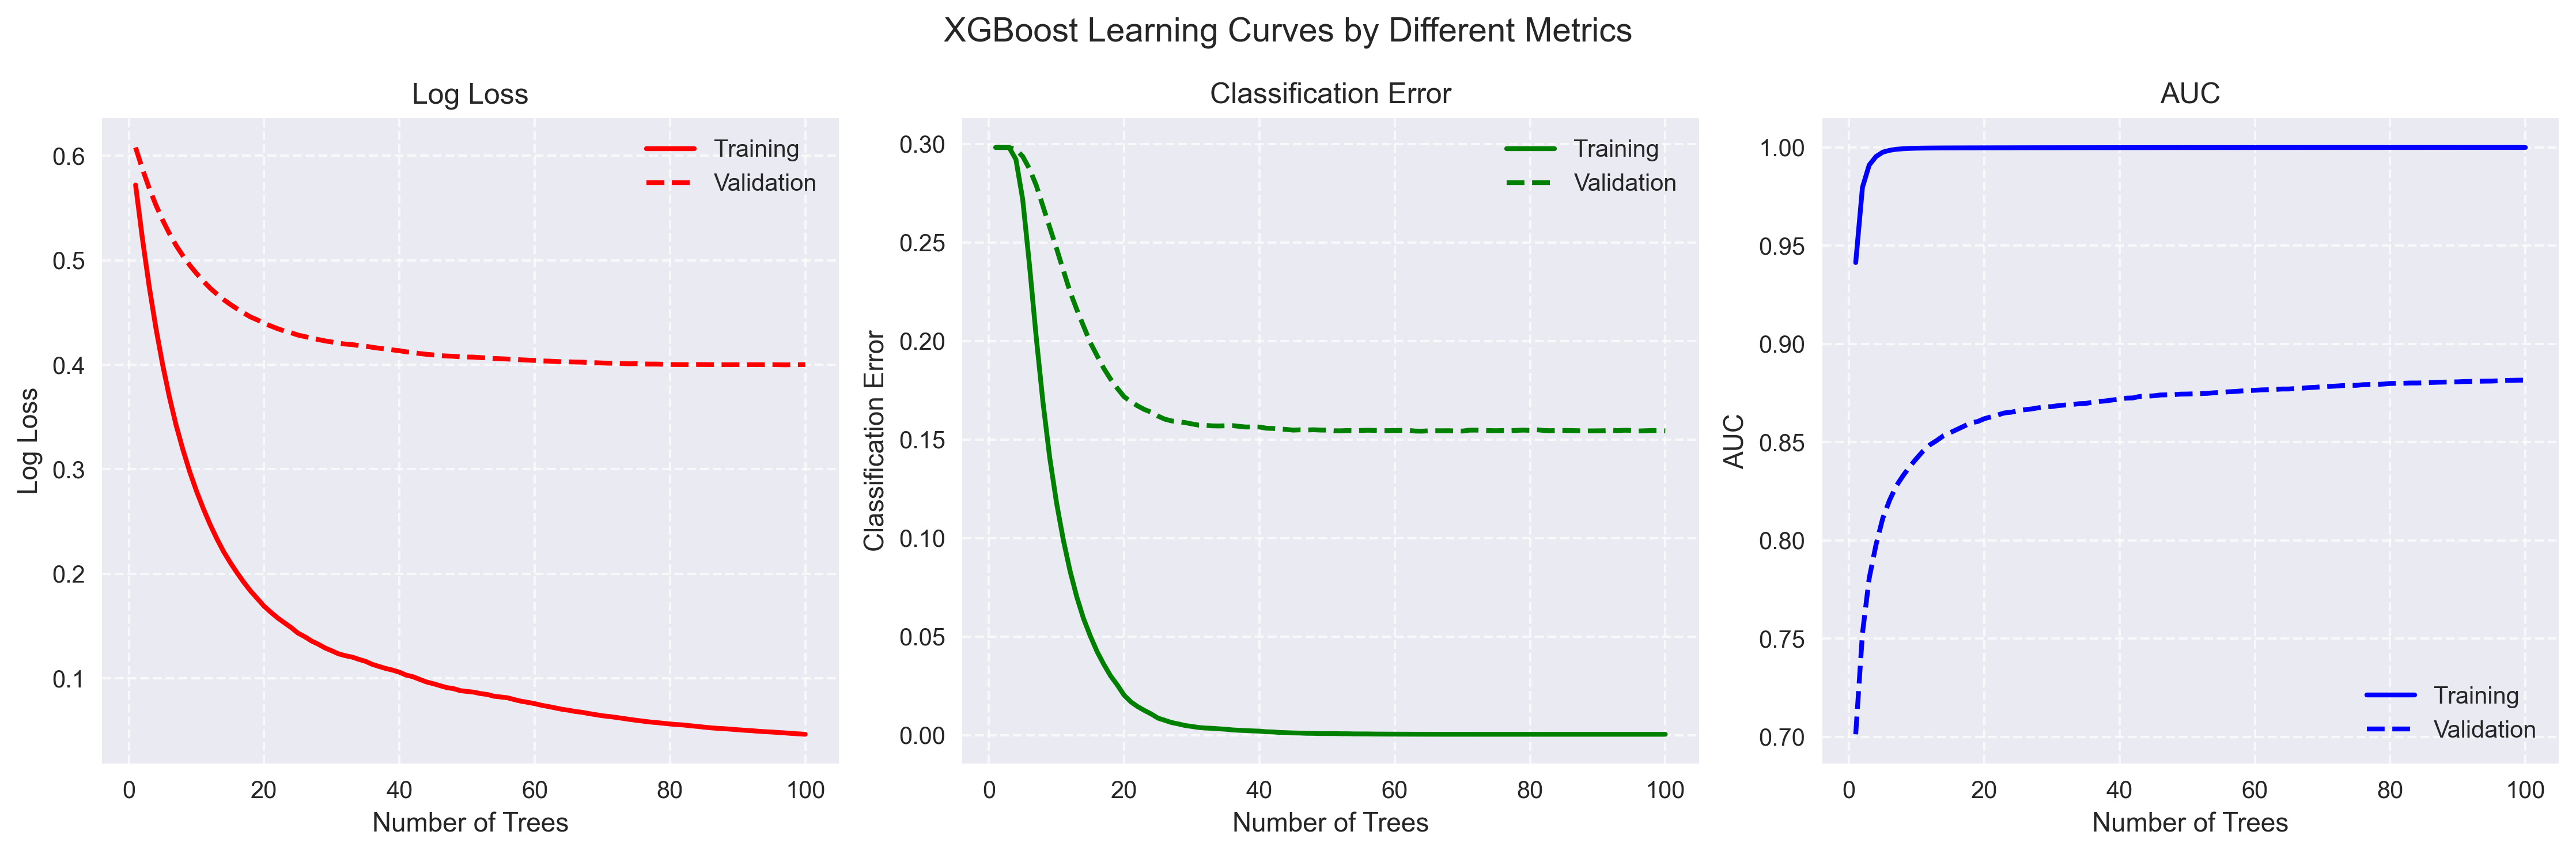 XGBoost Learning Curves by Different Metrics
Log Loss
0.6
0.5
0.4
0.3
0.2
0.1
Log Loss
Training
Validation
0 20 40 60 80 100
Number of Trees
Classification Error
0.30
0.25
0.20
0.15
0.10
0.05
0.00
Classification Error
Training
Validation
0 20 40 60 80 100
Number of Trees
AUC
1.00
0.95
0.90
0.85
0.80
0.75
0.70
AUC
Training
Validation
0 20 40 60 80 100
Number of Trees